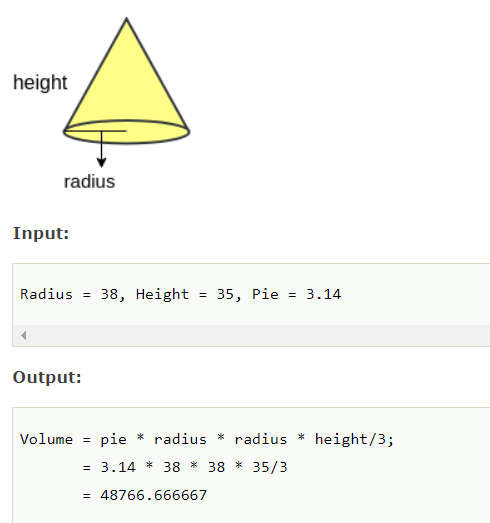 height
radius
Input:
Radius = 38, Height = 35, Pie = 3.14
Output:
Volume = pie * radius * radius * height/3;
= 3.14 * 38 * 38 * 35/3
= 48766.666667